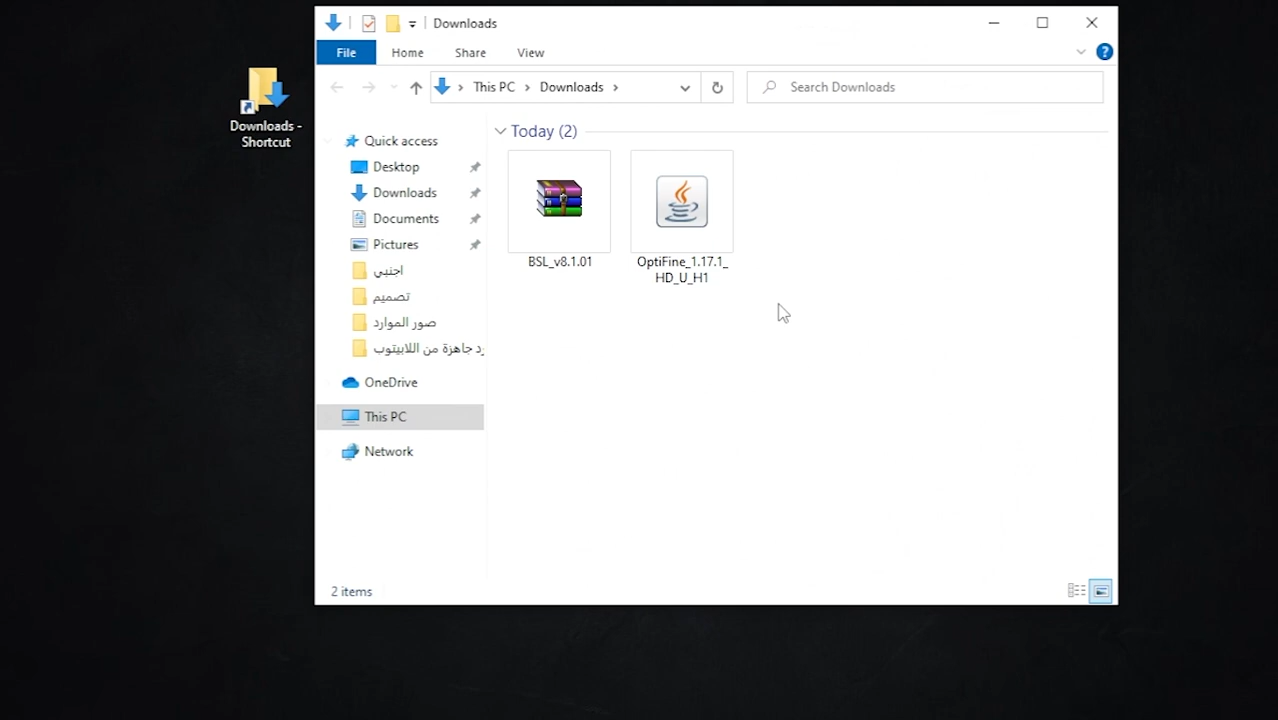 Downloads
File Home Share View
This PC Downloads
Search Downloads
Downloads -
Shortcut
Quick access
Desktop
Downloads
Documents
Pictures
اجنبي
تصميم
صور الموارد
رد جاهزة من اللابيتوب
OneDrive
This PC
Network
Today (2)
BSL_v8.1.01
OptiFine_1.17.1_
HD_U_H1
2 items